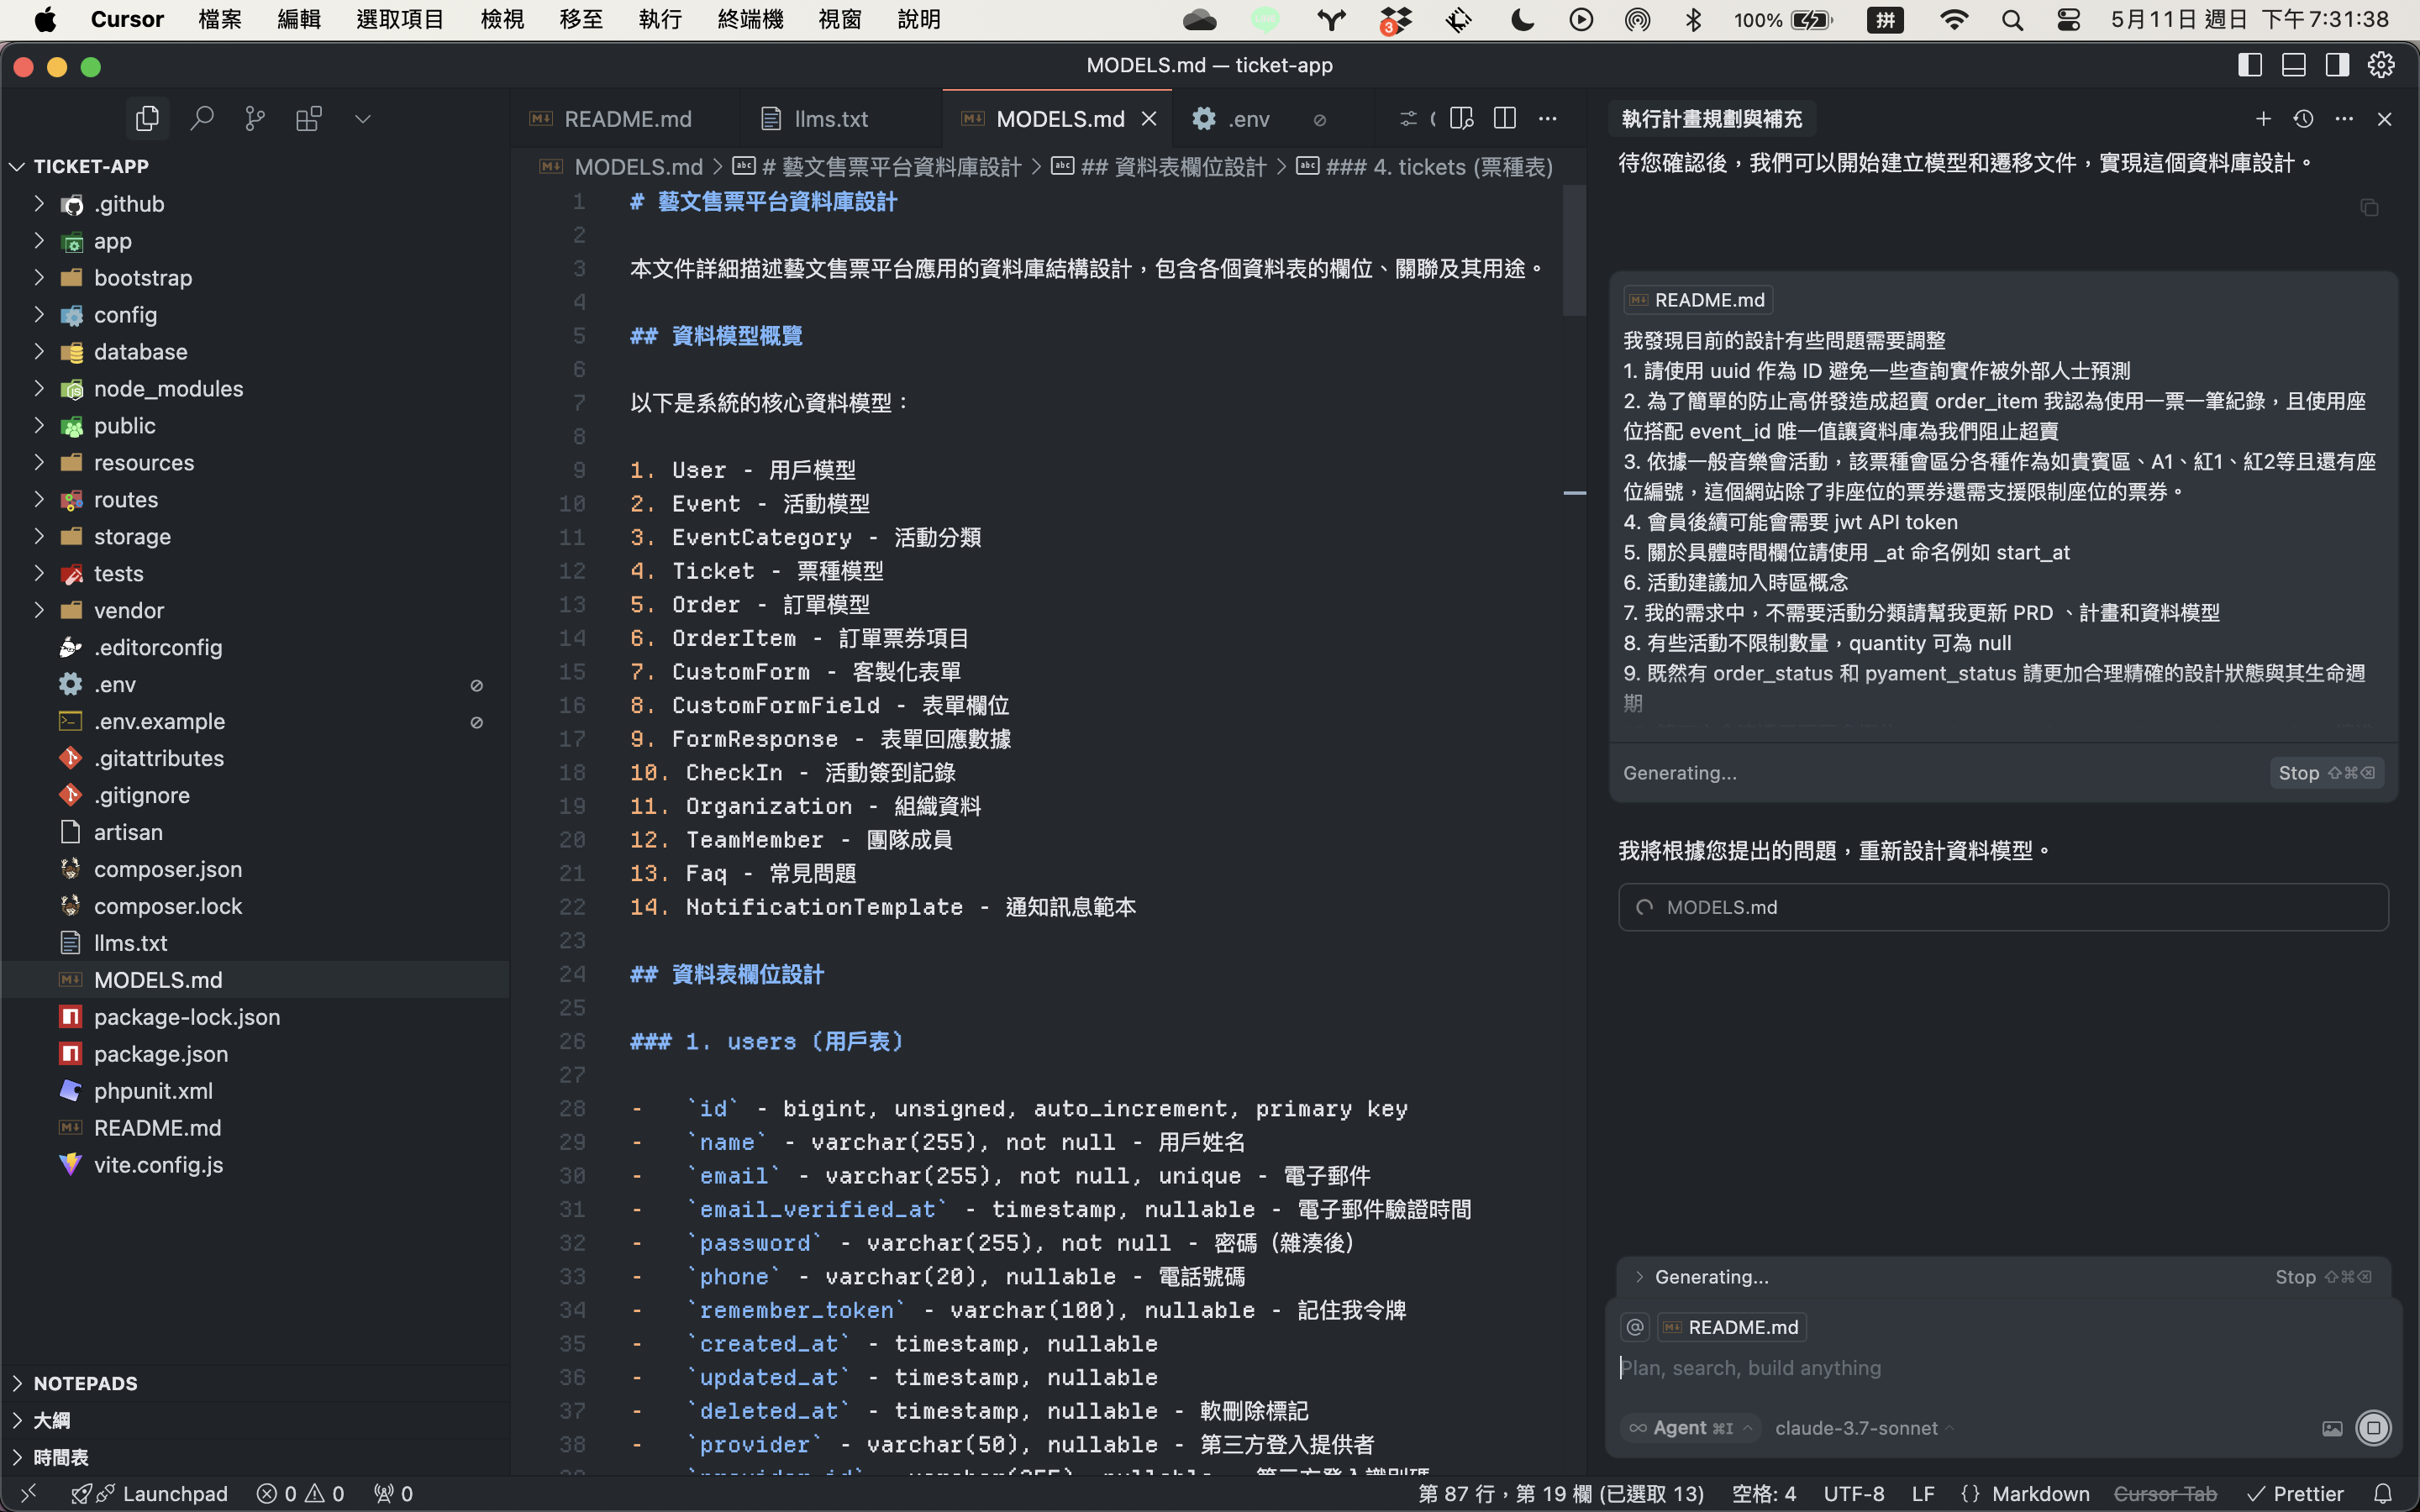 Cursor 檔案 編輯 選取項目 檢視 移至 執行 終端機 視窗 說明
3 100% 拼 5月11日 週日 下午 7:31:38
MODELS.md — ticket-app
TICKET-APP
.github
app
bootstrap
config
database
node_modules
public
resources
routes
storage
tests
vendor
.editorconfig
.env
.env.example
.gitattributes
.gitignore
artisan
composer.json
composer.lock
llms.txt
MODELS.md
package-lock.json
package.json
phpunit.xml
README.md
vite.config.js
NOTEPADS
大綱
時間表
README.md llms.txt MODELS.md .env
MODELS.md > # 藝文售票平台資料庫設計 > ## 資料表欄位設計 > ### 4. tickets (票種表)
1 # 藝文售票平台資料庫設計
2
3 本文件詳細描述藝文售票平台應用的資料庫結構設計，包含各個資料表的欄位、關聯及其用途。
4
5 ## 資料模型概覽
6
7 以下是系統的核心資料模型：
8
9 1. User - 用戶模型
10 2. Event - 活動模型
11 3. EventCategory - 活動分類
12 4. Ticket - 票種模型
13 5. Order - 訂單模型
14 6. OrderItem - 訂單票券項目
15 7. CustomForm - 客製化表單
16 8. CustomFormField - 表單欄位
17 9. FormResponse - 表單回應數據
18 10. CheckIn - 活動簽到記錄
19 11. Organization - 組織資料
20 12. TeamMember - 團隊成員
21 13. Faq - 常見問題
22 14. NotificationTemplate - 通知訊息範本
23
24 ## 資料表欄位設計
25
26 ### 1. users (用戶表)
27
28 - `id` - bigint, unsigned, auto_increment, primary key
29 - `name` - varchar(255), not null - 用戶姓名
30 - `email` - varchar(255), not null, unique - 電子郵件
31 - `email_verified_at` - timestamp, nullable - 電子郵件驗證時間
32 - `password` - varchar(255), not null - 密碼 (雜湊後)
33 - `phone` - varchar(20), nullable - 電話號碼
34 - `remember_token` - varchar(100), nullable - 記住我令牌
35 - `created_at` - timestamp, nullable
36 - `updated_at` - timestamp, nullable
37 - `deleted_at` - timestamp, nullable - 軟刪除標記
38 - `provider` - varchar(50), nullable - 第三方登入提供者
執行計畫規劃與補充
待您確認後，我們可以開始建立模型和遷移文件，實現這個資料庫設計。
README.md
我發現目前的設計有些問題需要調整
1. 請使用 uuid 作為 ID 避免一些查詢實作被外部人士預測
2. 為了簡單的防止高併發造成超賣 order_item 我認為使用一票一筆紀錄，且使用座
位搭配 event_id 唯一值讓資料庫為我們阻止超賣
3. 依據一般音樂會活動，該票種會區分各種作為如貴賓區、A1、紅1、紅2等且還有座
位編號，這個網站除了非座位的票券還需支援限制座位的票券。
4. 會員後續可能會需要 jwt API token
5. 關於具體時間欄位請使用 _at 命名例如 start_at
6. 活動建議加入時區概念
7. 我的需求中，不需要活動分類請幫我更新 PRD 、計畫和資料模型
8. 有些活動不限制數量，quantity 可為 null
9. 既然有 order_status 和 pyament_status 請更加合理精確的設計狀態與其生命週
期
Generating... Stop ⇧⌘⌫
我將根據您提出的問題，重新設計資料模型。
MODELS.md
Generating... Stop ⇧⌘⌫
@ README.md
Plan, search, build anything
∞ Agent ⌘I claude-3.7-sonnet
Launchpad 0 0 0
第 87 行，第 19 欄 (已選取 13) 空格: 4 UTF-8 LF {} Markdown Cursor Tab Prettier